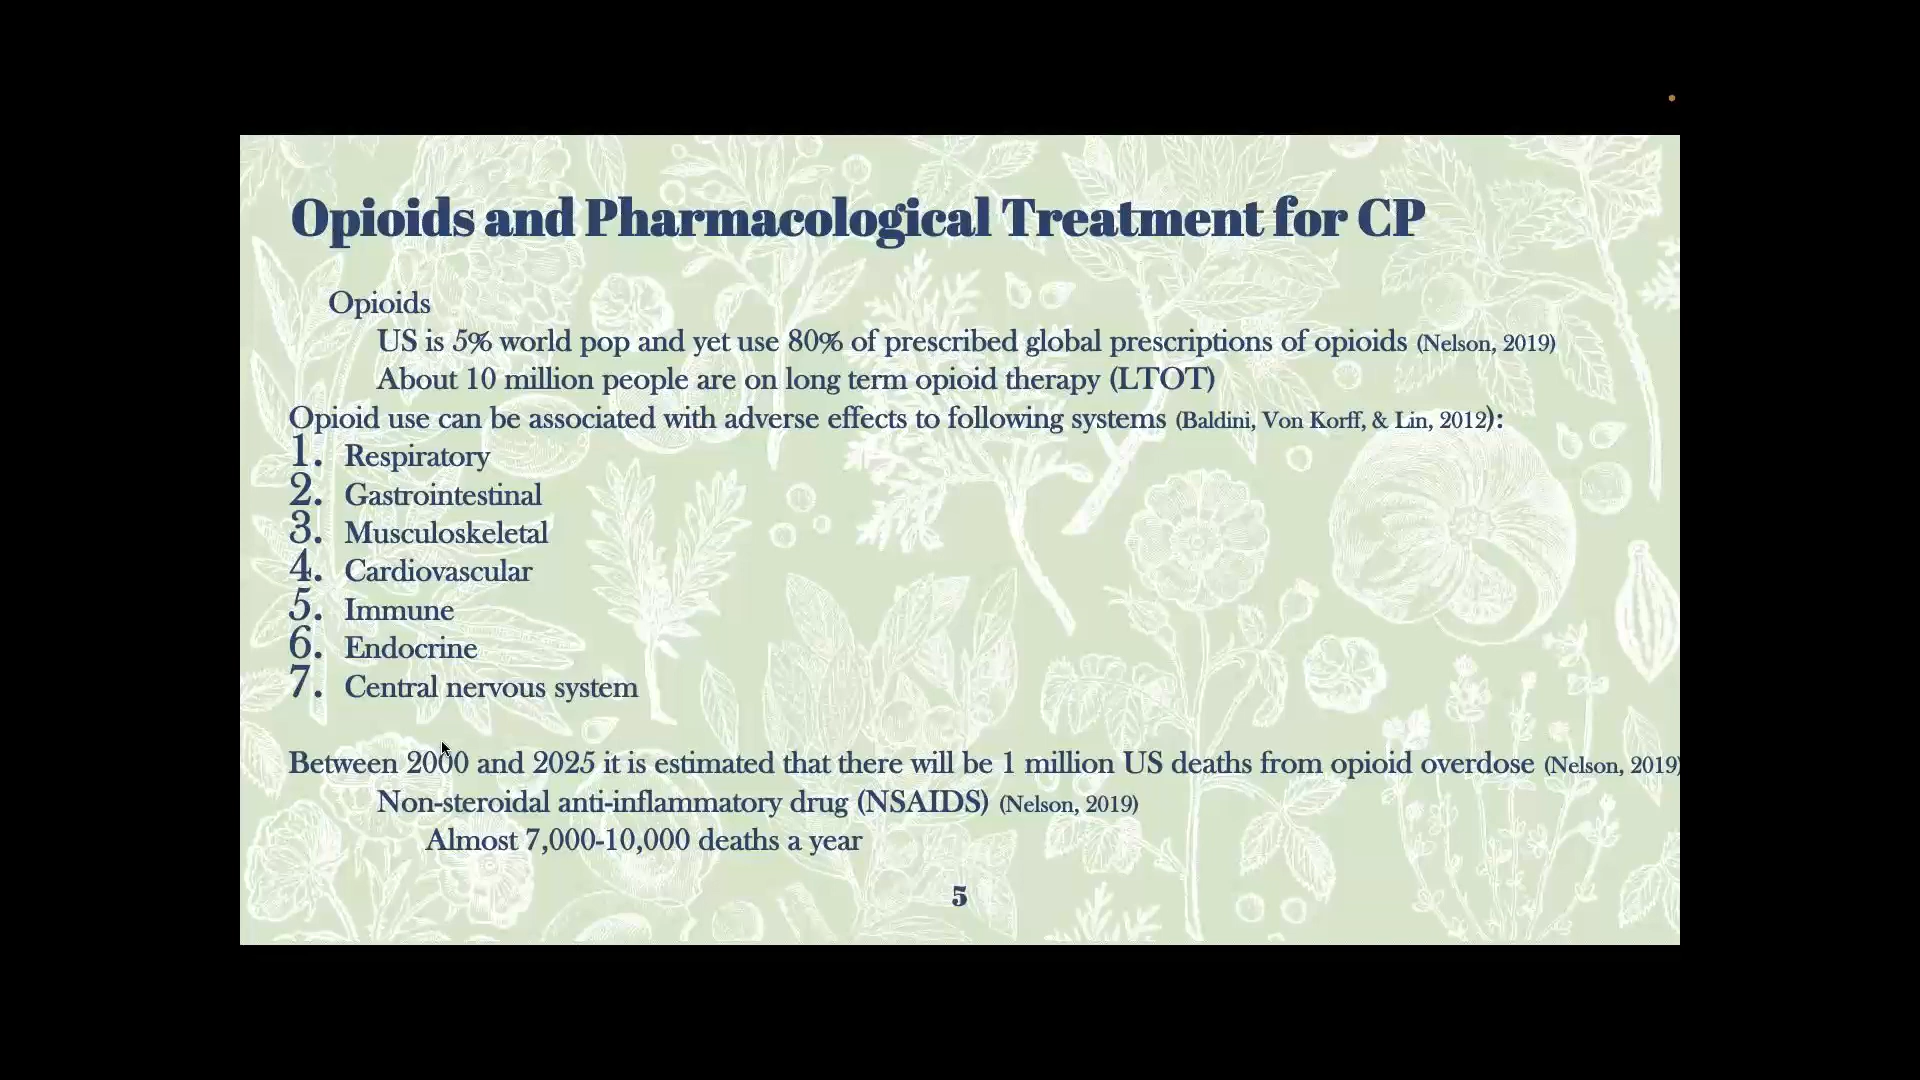 Opioids and Pharmacological Treatment for CP
Opioids
US is 5% world pop and yet use 80% of prescribed global prescriptions of opioids (Nelson, 2019)
About 10 million people are on long term opioid therapy (LTOT)
Opioid use can be associated with adverse effects to following systems (Baldini, Von Korff, & Lin, 2012):
1. Respiratory
2. Gastrointestinal
3. Musculoskeletal
4. Cardiovascular
5. Immune
6. Endocrine
7. Central nervous system
Between 2000 and 2025 it is estimated that there will be 1 million US deaths from opioid overdose (Nelson, 2019)
Non-steroidal anti-inflammatory drug (NSAIDS) (Nelson, 2019)
Almost 7,000-10,000 deaths a year
5